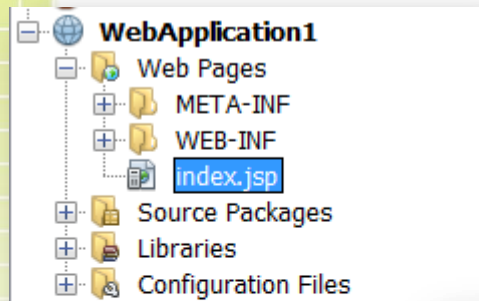 WebApplication1
Web Pages
META-INF
WEB-INF
index.jsp
Source Packages
Libraries
Configuration Files